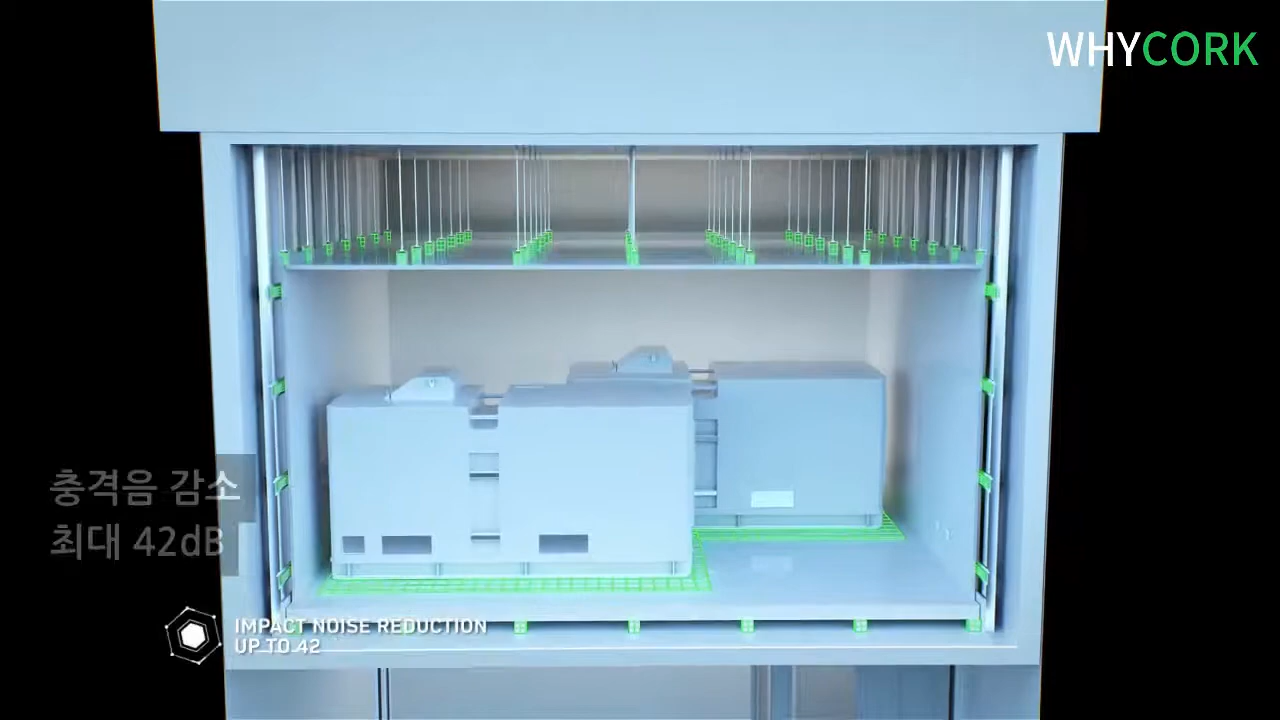 WHYCORK
충격음 감소
최대 42dB
IMPACT NOISE REDUCTION
UP TO 42